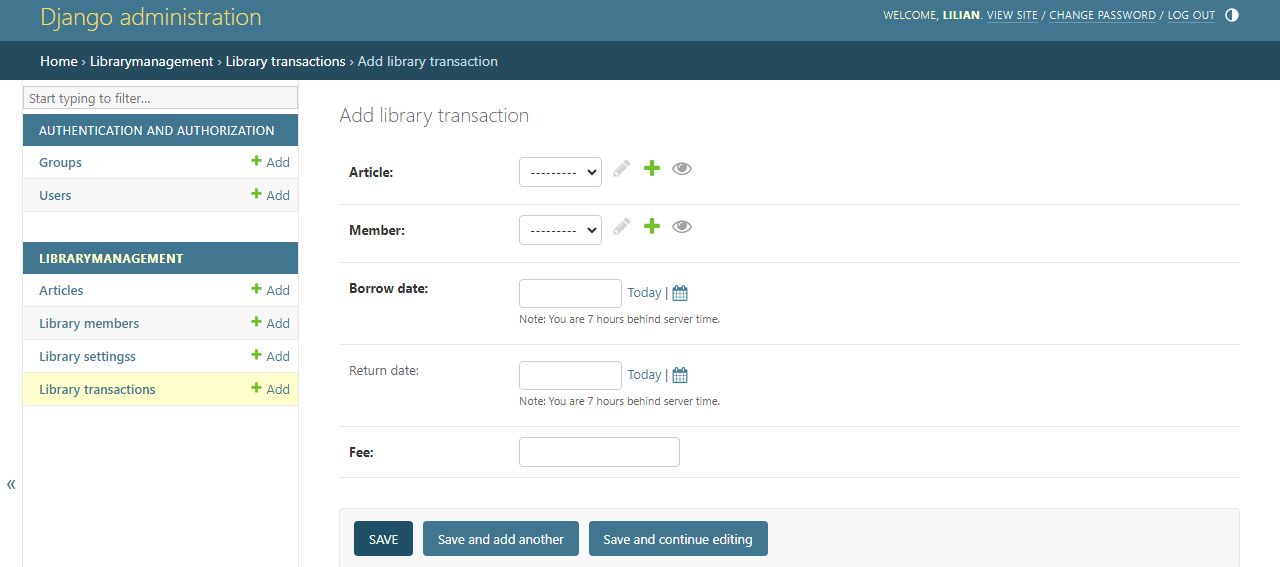 Django administration
WELCOME, LILIAN. VIEW SITE / CHANGE PASSWORD / LOG OUT
Home › Librarymanagement › Library transactions › Add library transaction
Start typing to filter...
AUTHENTICATION AND AUTHORIZATION
Groups Add
Users Add
LIBRARYMANAGEMENT
Articles Add
Library members Add
Library settingss Add
Library transactions Add
«
Add library transaction
Article: ---------
Member: ---------
Borrow date: Today |
Note: You are 7 hours behind server time.
Return date: Today |
Note: You are 7 hours behind server time.
Fee:
SAVE Save and add another Save and continue editing